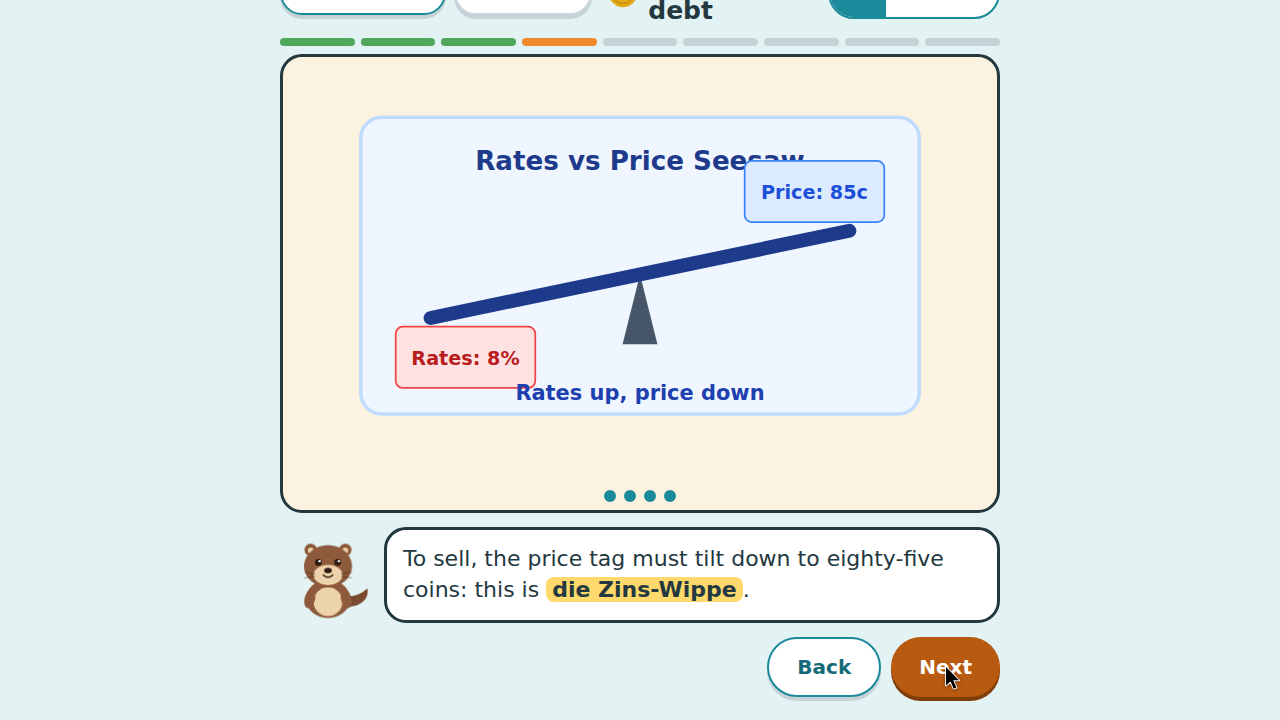 debt
Rates vs Price Seesaw
Price: 85c
Rates: 8%
Rates up, price down
To sell, the price tag must tilt down to eighty-five
coins: this is die Zins-Wippe.
Back
Next